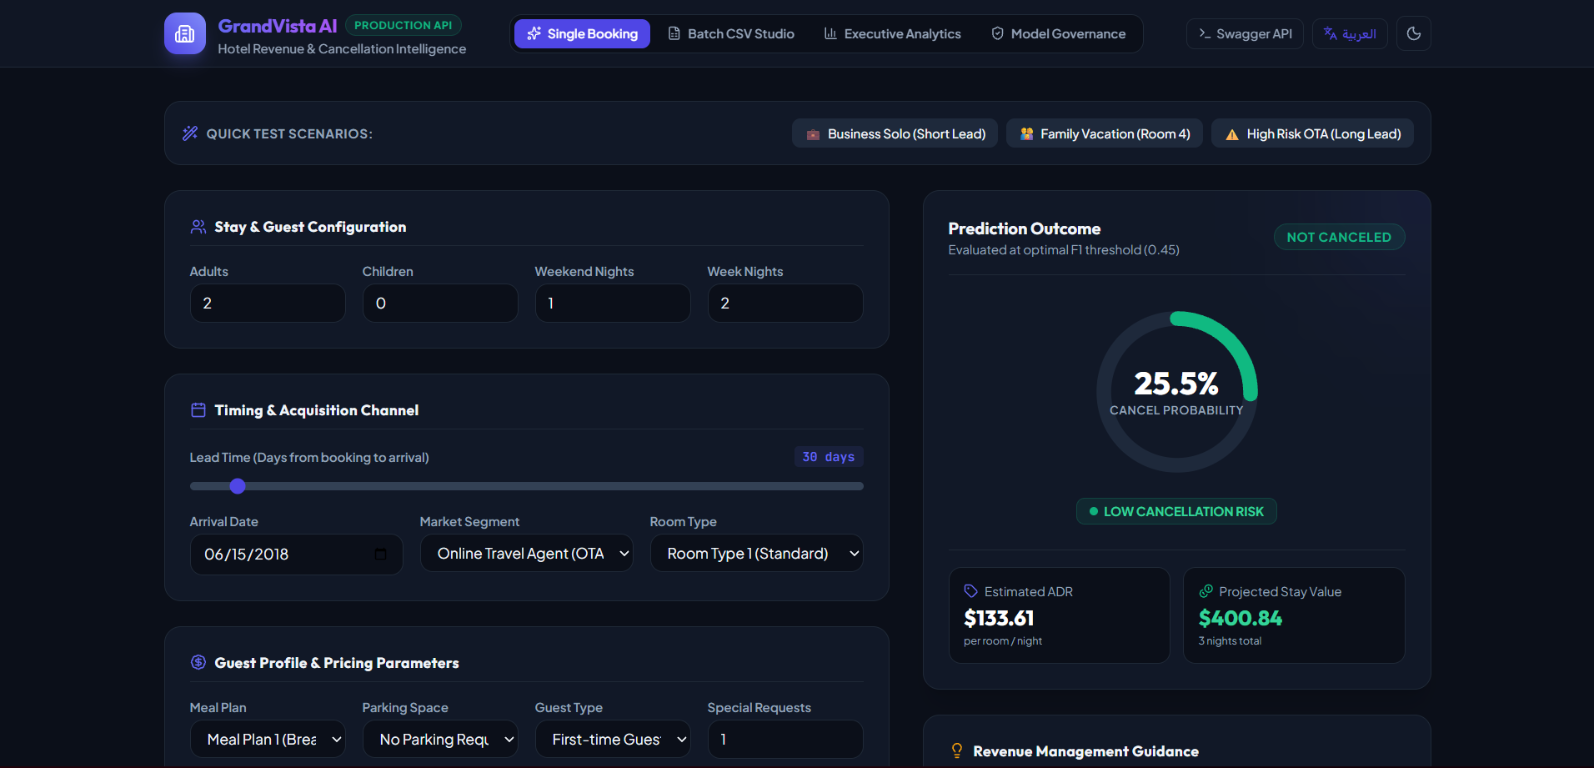 GrandVista AI
PRODUCTION API
Hotel Revenue & Cancellation Intelligence
Single Booking
Batch CSV Studio
Executive Analytics
Model Governance
Swagger API
العربية
QUICK TEST SCENARIOS:
Business Solo (Short Lead)
Family Vacation (Room 4)
High Risk OTA (Long Lead)
Stay & Guest Configuration
Adults
Children
Weekend Nights
Week Nights
2
0
1
2
Timing & Acquisition Channel
Lead Time (Days from booking to arrival)
30 days
Arrival Date
Market Segment
Room Type
06/15/2018
Online Travel Agent (OTA
Room Type 1 (Standard)
Guest Profile & Pricing Parameters
Meal Plan
Parking Space
Guest Type
Special Requests
Meal Plan 1 (Brea
No Parking Requ
First-time Gues
1
Prediction Outcome
Evaluated at optimal F1 threshold (0.45)
NOT CANCELED
25.5%
CANCEL PROBABILITY
LOW CANCELLATION RISK
Estimated ADR
$133.61
per room / night
Projected Stay Value
$400.84
3 nights total
Revenue Management Guidance